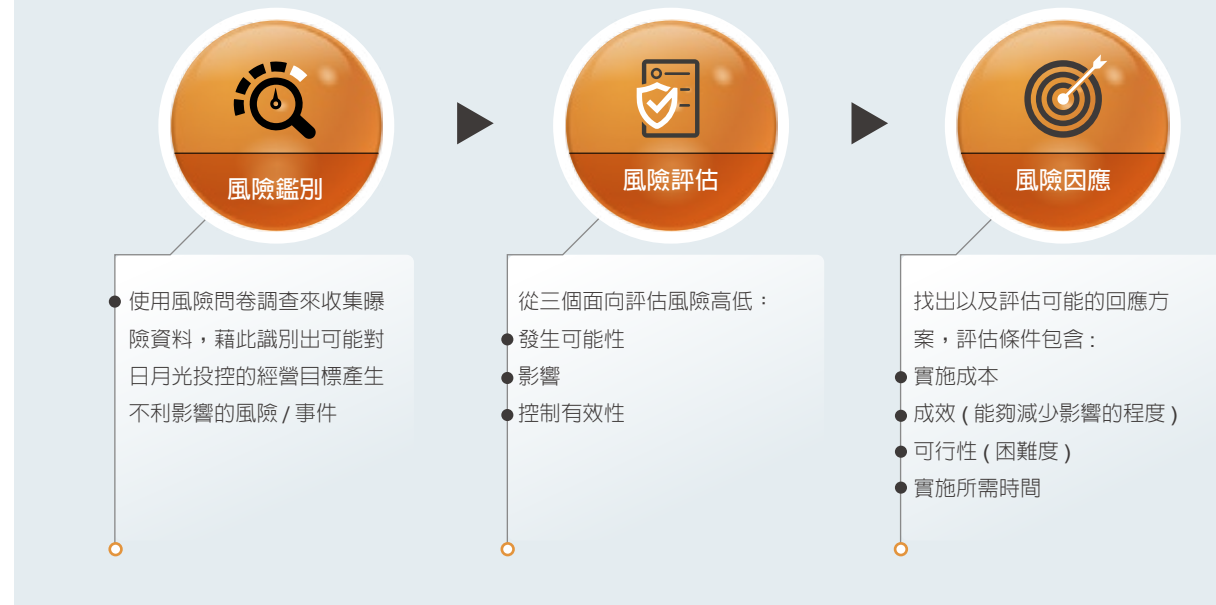 風險鑑別
使用風險問卷調查來收集曝
險資料，藉此識別出可能對
日月光投控的經營目標產生
不利影響的風險 / 事件
風險評估
從三個面向評估風險高低：
發生可能性
影響
控制有效性
風險因應
找出以及評估可能的回應方
案，評估條件包含 :
實施成本
成效 ( 能夠減少影響的程度 )
可行性 ( 困難度 )
實施所需時間